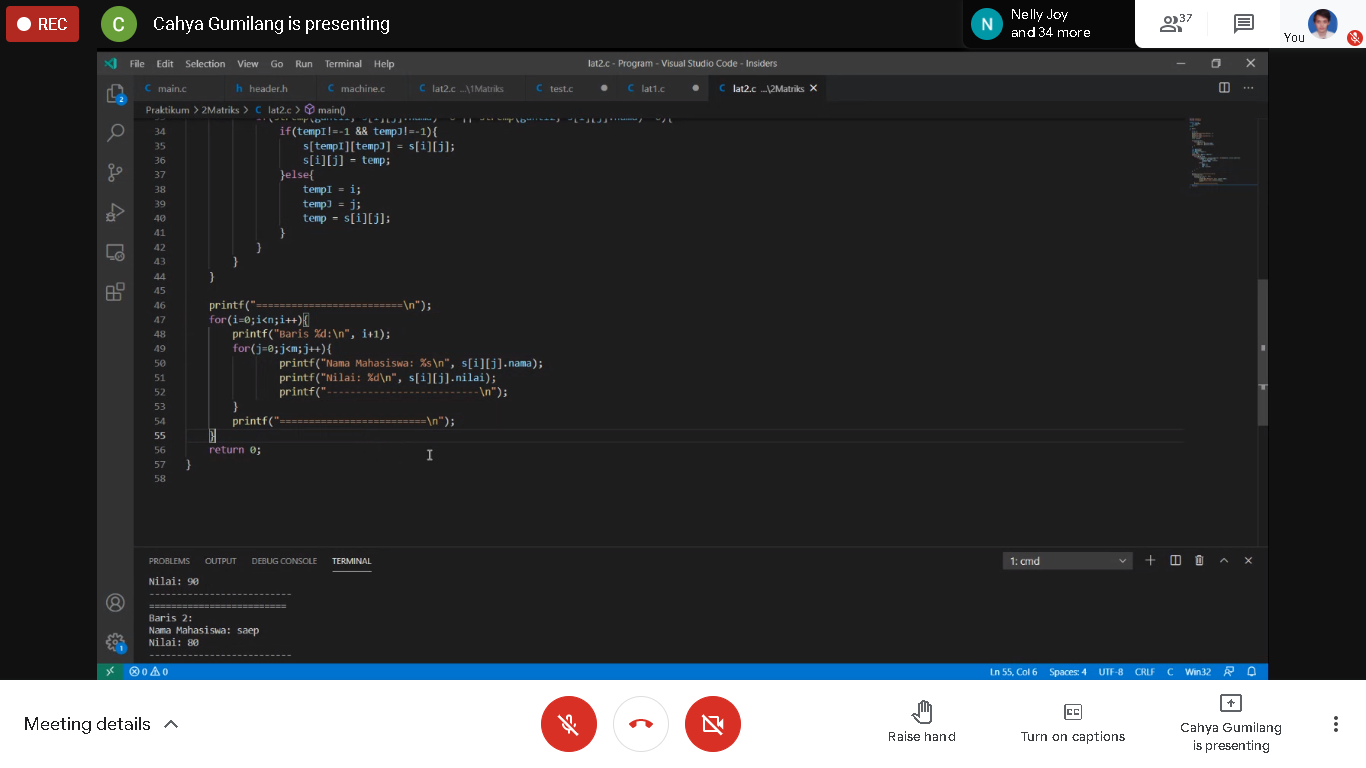 REC
C
Cahya Gumilang is presenting
N
Nelly Joy
and 34 more
37
You
File Edit Selection View Go Run Terminal Help
lat2.c - Program - Visual Studio Code - Insiders
C main.c
h header.h
C machine.c
C lat2.c ...\1Matriks
C test.c
C lat1.c
C lat2.c ...\2Matriks
Praktikum > 2Matriks > C lat2.c > main()
34 if(tempI!=-1 && tempJ!=-1){
35 s[tempI][tempJ] = s[i][j];
36 s[i][j] = temp;
37 }else{
38 tempI = i;
39 tempJ = j;
40 temp = s[i][j];
41 }
42 }
43 }
44 }
45
46 printf("=========================\n");
47 for(i=0;i<n;i++){
48 printf("Baris %d:\n", i+1);
49 for(j=0;j<m;j++){
50 printf("Nama Mahasiswa: %s\n", s[i][j].nama);
51 printf("Nilai: %d\n", s[i][j].nilai);
52 printf("--------------------------\n");
53 }
54 printf("=========================\n");
55 }
56 return 0;
57 }
58
PROBLEMS OUTPUT DEBUG CONSOLE TERMINAL
1: cmd
Nilai: 90
--------------------------
=========================
Baris 2:
Nama Mahasiswa: saep
Nilai: 80
--------------------------
2
1
0 0
Ln 55, Col 6 Spaces: 4 UTF-8 CRLF C Win32
Meeting details
Raise hand
CC
Turn on captions
Cahya Gumilang
is presenting